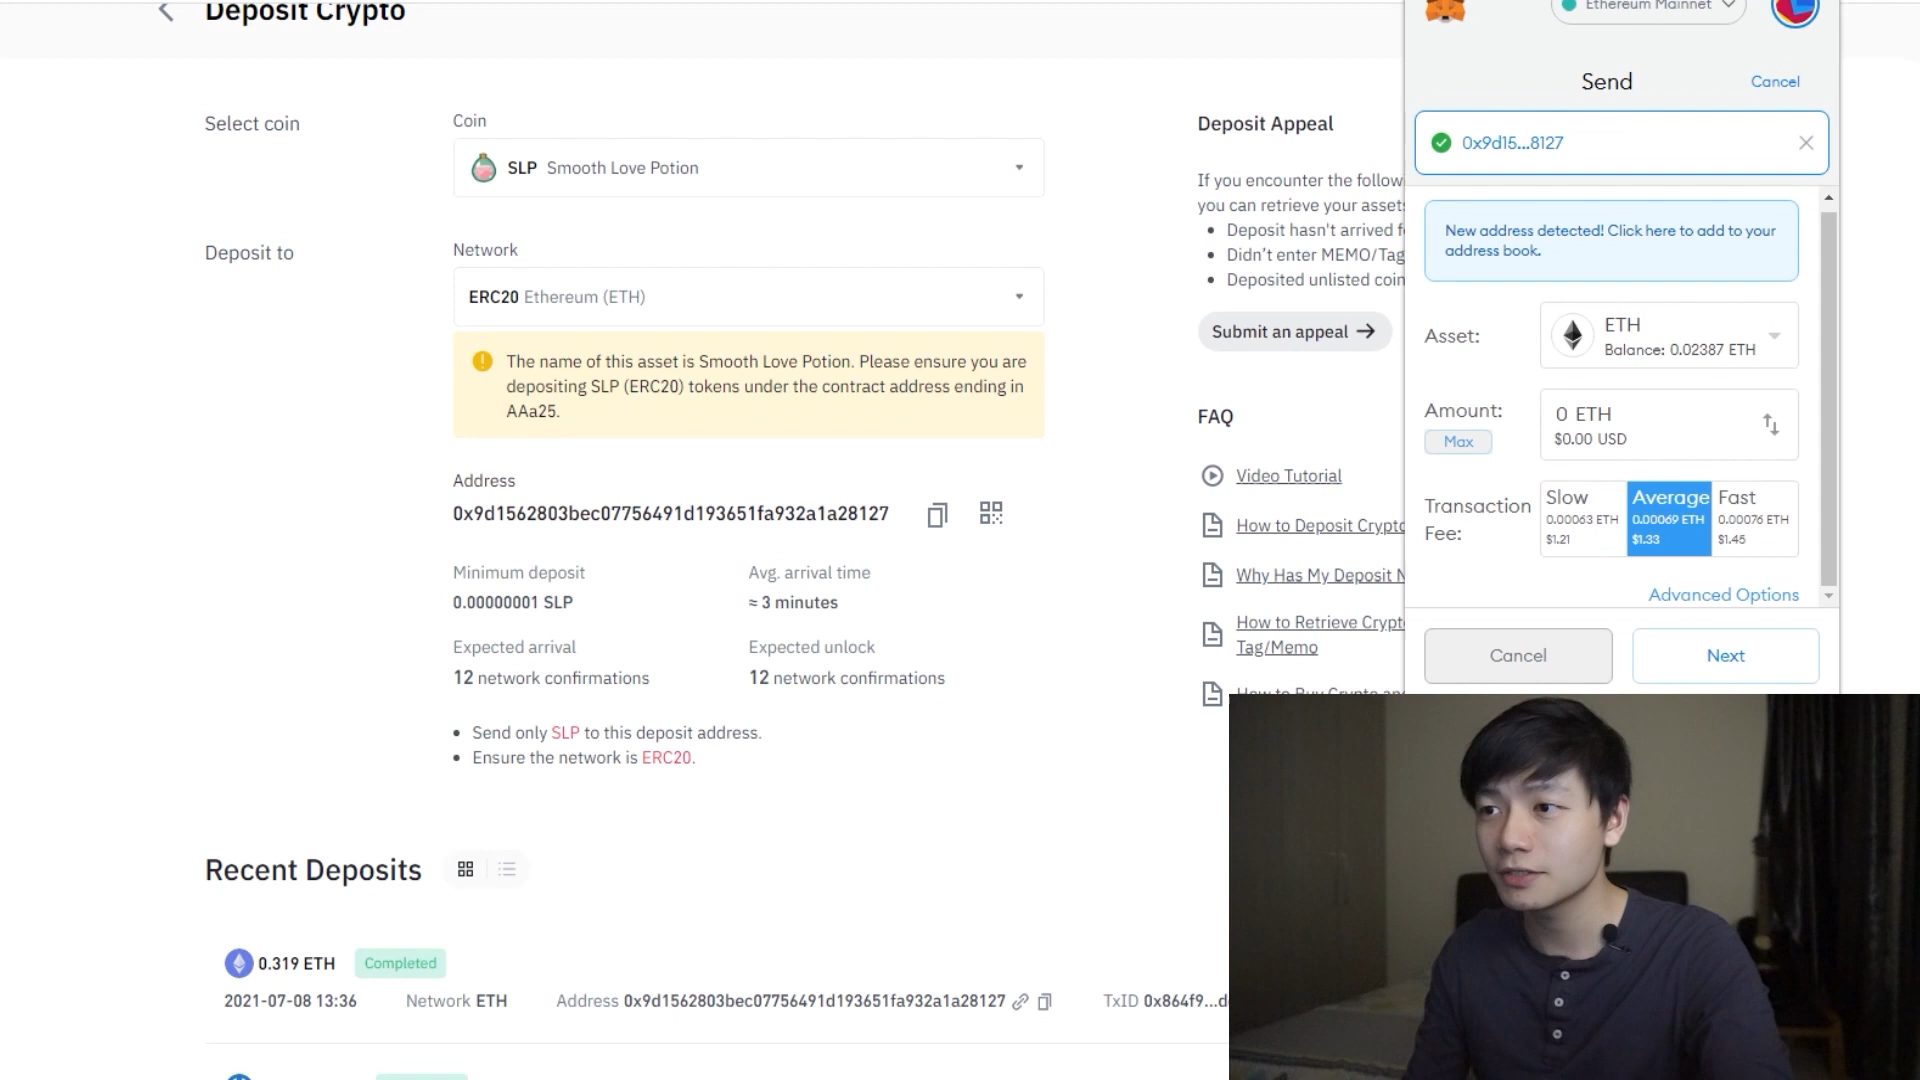 Deposit Crypto
Select coin
Coin
SLP Smooth Love Potion
Deposit to
Network
ERC20 Ethereum (ETH)
The name of this asset is Smooth Love Potion. Please ensure you are
depositing SLP (ERC20) tokens under the contract address ending in
AAa25.
Address
0x9d1562803bec07756491d193651fa932a1a28127
Minimum deposit
0.00000001 SLP
Avg. arrival time
≈ 3 minutes
Expected arrival
12 network confirmations
Expected unlock
12 network confirmations
Send only SLP to this deposit address.
Ensure the network is ERC20.
Deposit Appeal
If you encounter the follow
you can retrieve your assets
Deposit hasn't arrived f
Didn't enter MEMO/Tag
Deposited unlisted coin
Submit an appeal →
FAQ
Video Tutorial
How to Deposit Crypto
Why Has My Deposit N
How to Retrieve Crypt
Tag/Memo
How to Buy Crypto an
Ethereum Mainnet
Send
Cancel
0x9d15...8127
New address detected! Click here to add to your
address book.
Asset:
ETH
Balance: 0.02387 ETH
Amount:
Max
0 ETH
$0.00 USD
Transaction
Fee:
Slow
0.00063 ETH
$1.21
Average
0.00069 ETH
$1.33
Fast
0.00076 ETH
$1.45
Advanced Options
Cancel
Next
Recent Deposits
0.319 ETH
Completed
2021-07-08 13:36
Network ETH
Address 0x9d1562803bec07756491d193651fa932a1a28127
TxID 0x864f9...d